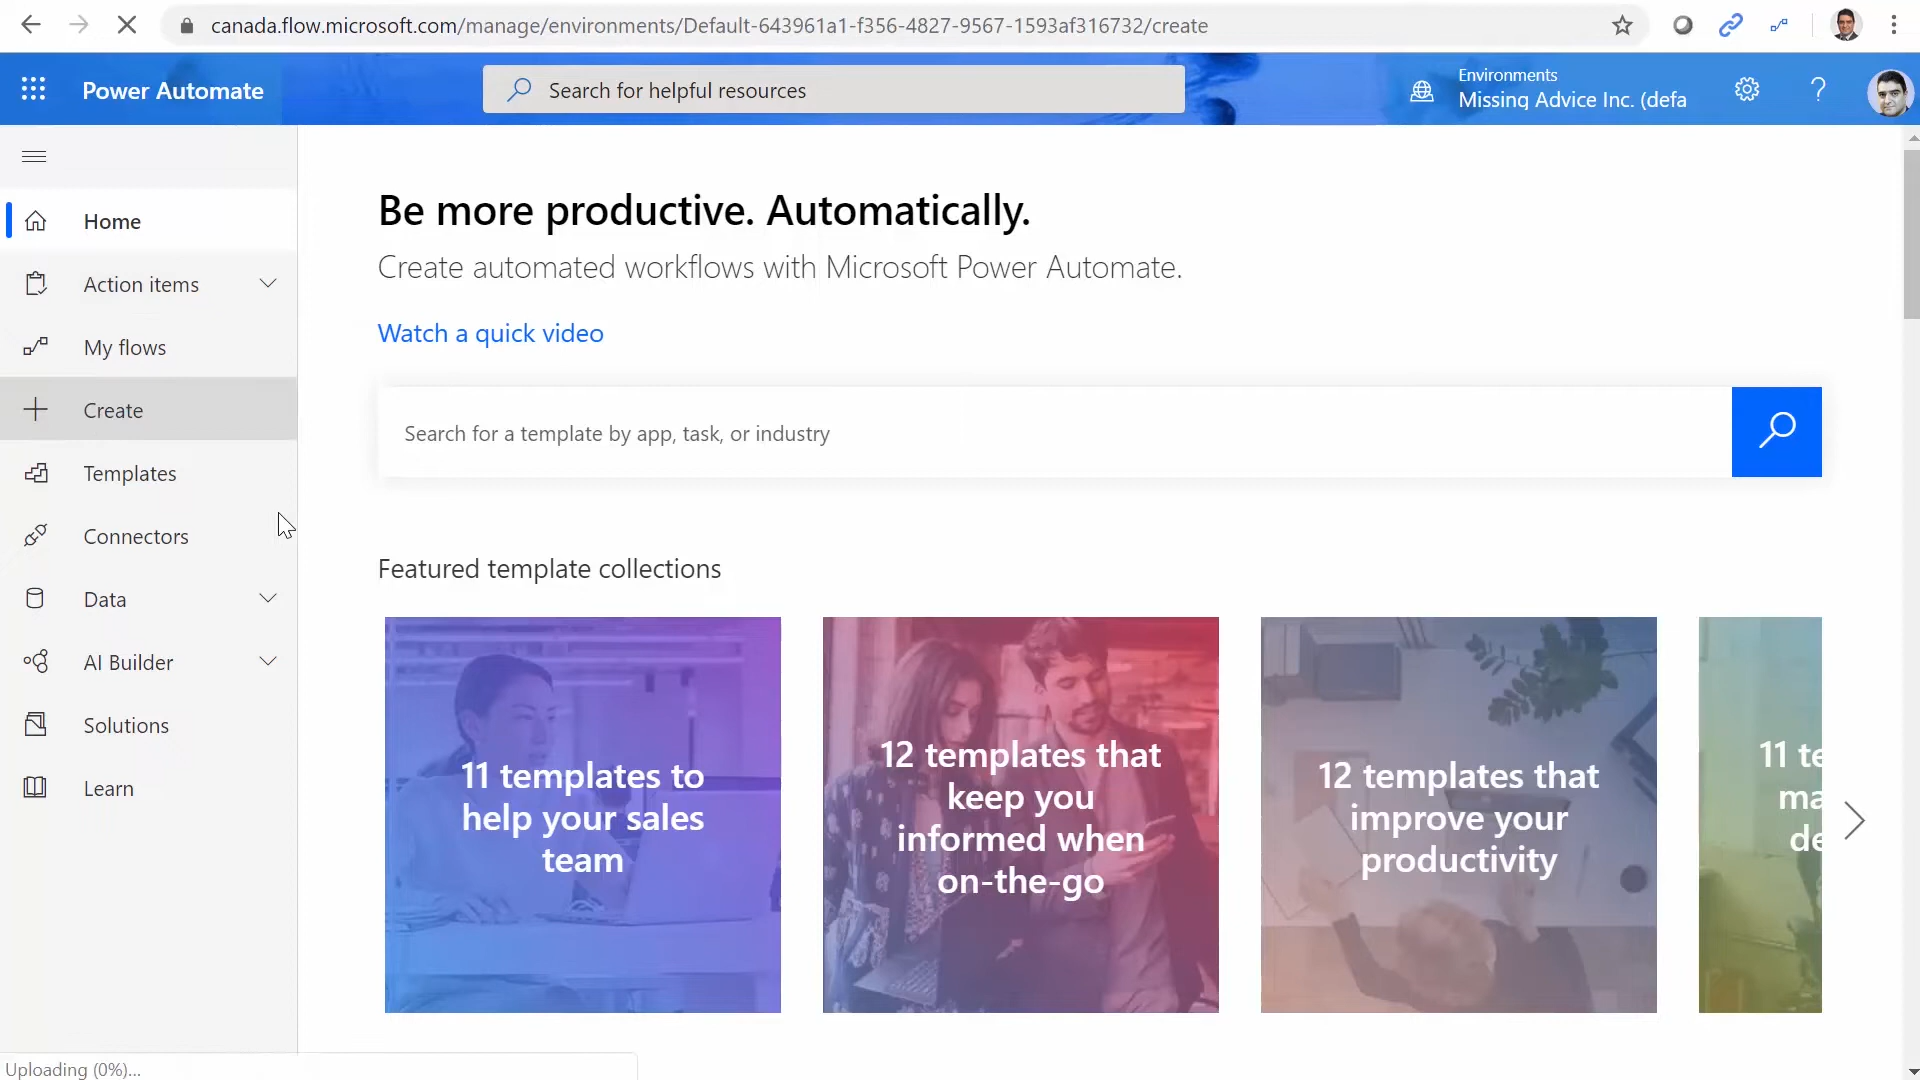 canada.flow.microsoft.com/manage/environments/Default-643961a1-f356-4827-9567-1593af316732/create
Power Automate
Search for helpful resources
Environments
Missing Advice Inc. (defa
Home
Action items
My flows
Create
Templates
Connectors
Data
AI Builder
Solutions
Learn
Be more productive. Automatically.
Create automated workflows with Microsoft Power Automate.
Watch a quick video
Search for a template by app, task, or industry
Featured template collections
11 templates to
help your sales
team
12 templates that
keep you
informed when
on-the-go
12 templates that
improve your
productivity
11 te
ma
de
Uploading (0%)...